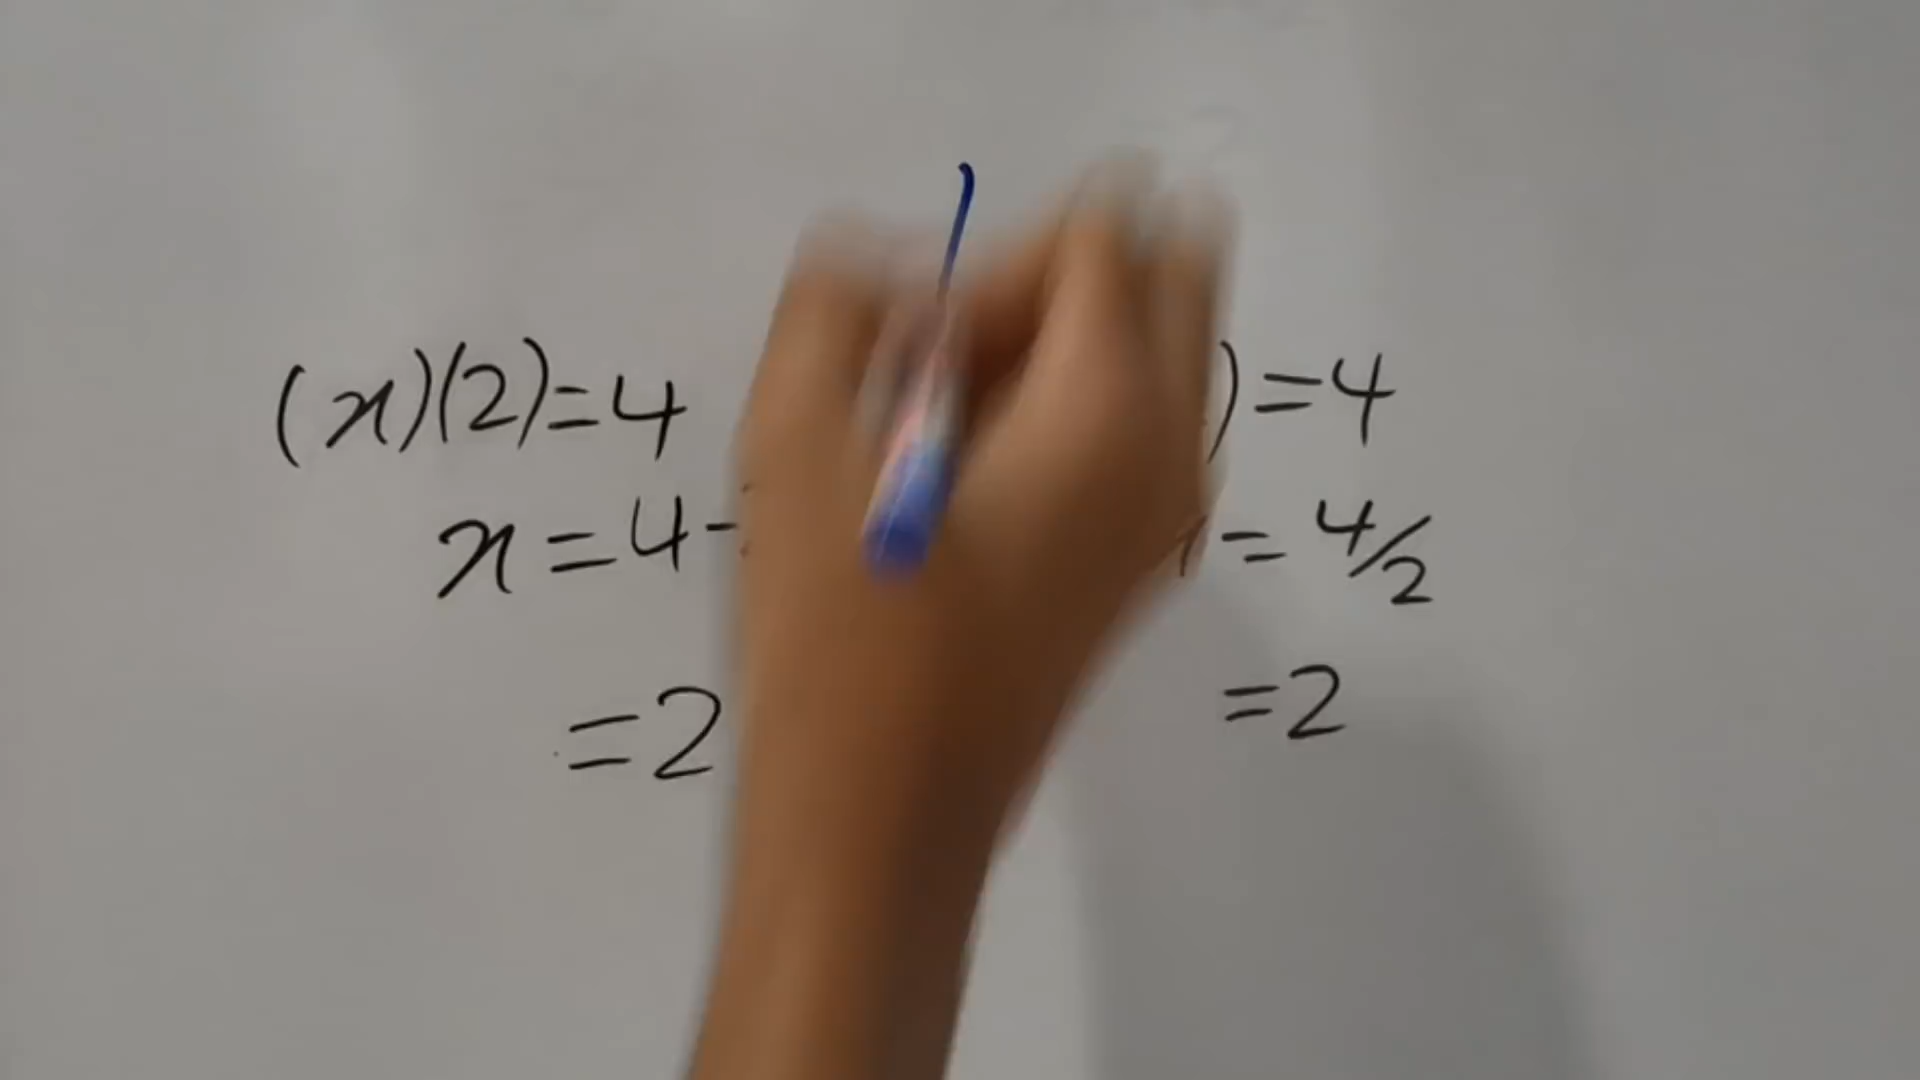 (x)(2)=4
x=4-
=2
)=4
=4/2
=2